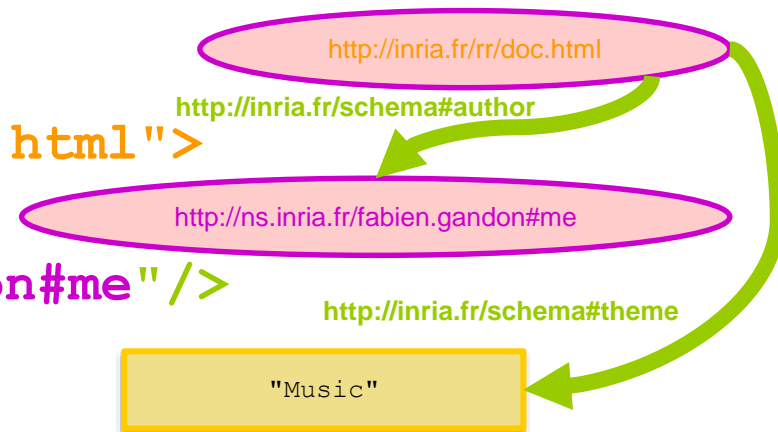 http://inria.fr/rr/doc.html
http://inria.fr/schema#author
html">
http://ns.inria.fr/fabien.gandon#me
on#me"/>
http://inria.fr/schema#theme
"Music"